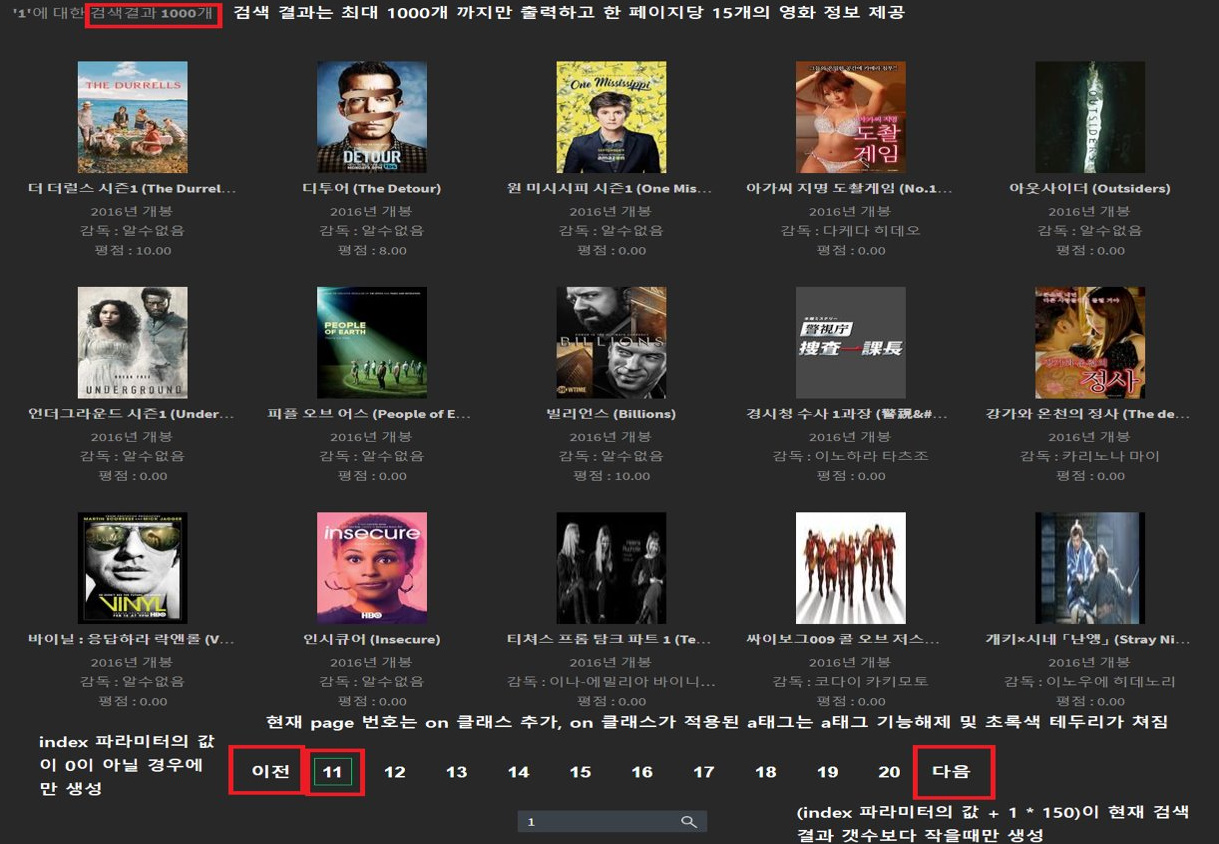 '1'에 대한 검색결과 1000개 검색 결과는 최대 1000개 까지만 출력하고 한 페이지당 15개의 영화 정보 제공
THE DURRELLS
DETOUR
One Mississippi
도촬
게임
OUTSIDERS
더 더럴스 시즌1 (The Durrel...
디투어 (The Detour)
원 미시시피 시즌1 (One Mis...
아가씨 지명 도촬게임 (No.1...
아웃사이더 (Outsiders)
2016년 개봉
2016년 개봉
2016년 개봉
2016년 개봉
2016년 개봉
감독 : 알수없음
감독 : 알수없음
감독 : 알수없음
감독 : 다케다 히데오
감독 : 알수없음
평점 : 10.00
평점 : 8.00
평점 : 0.00
평점 : 0.00
평점 : 0.00
UNDERGROUND
PEOPLE
OF EARTH
BILLIONS
SHOWTIME
警視庁
捜査一課長
정사
언더그라운드 시즌1 (Under...
피플 오브 어스 (People of E...
빌리언스 (Billions)
경시청 수사 1과장 (警視&#...
강가와 온천의 정사 (The de...
2016년 개봉
2016년 개봉
2016년 개봉
2016년 개봉
2016년 개봉
감독 : 알수없음
감독 : 알수없음
감독 : 알수없음
감독 : 이노하라 타츠조
감독 : 카리노나 마이
평점 : 0.00
평점 : 0.00
평점 : 10.00
평점 : 0.00
평점 : 0.00
MARTIN SCORSESE AND MICK JAGGER
VINYL
HBO
insecure
HBO
바이닐 : 응답하라 락앤롤 (V...
인시큐어 (Insecure)
티쳐스 프롬 탐크 파트 1 (Te...
싸이보그009 콜 오브 저스...
개키×시네「난앵」(Stray Ni...
2016년 개봉
2016년 개봉
2016년 개봉
2016년 개봉
2016년 개봉
감독 : 알수없음
감독 : 알수없음
감독 : 이나-에밀리아 바이니...
감독 : 코다이 카키모토
감독 : 이노우에 히데노리
평점 : 0.00
평점 : 0.00
평점 : 0.00
평점 : 0.00
평점 : 0.00
현재 page 번호는 on 클래스 추가, on 클래스가 적용된 a태그는 a태그 기능해제 및 초록색 테두리가 쳐짐
index 파라미터의 값
이 0이 아닐 경우에
만 생성
이전 11 12 13 14 15 16 17 18 19 20 다음
1
(index 파라미터의 값 + 1 * 150)이 현재 검색
결과 갯수보다 작을때만 생성